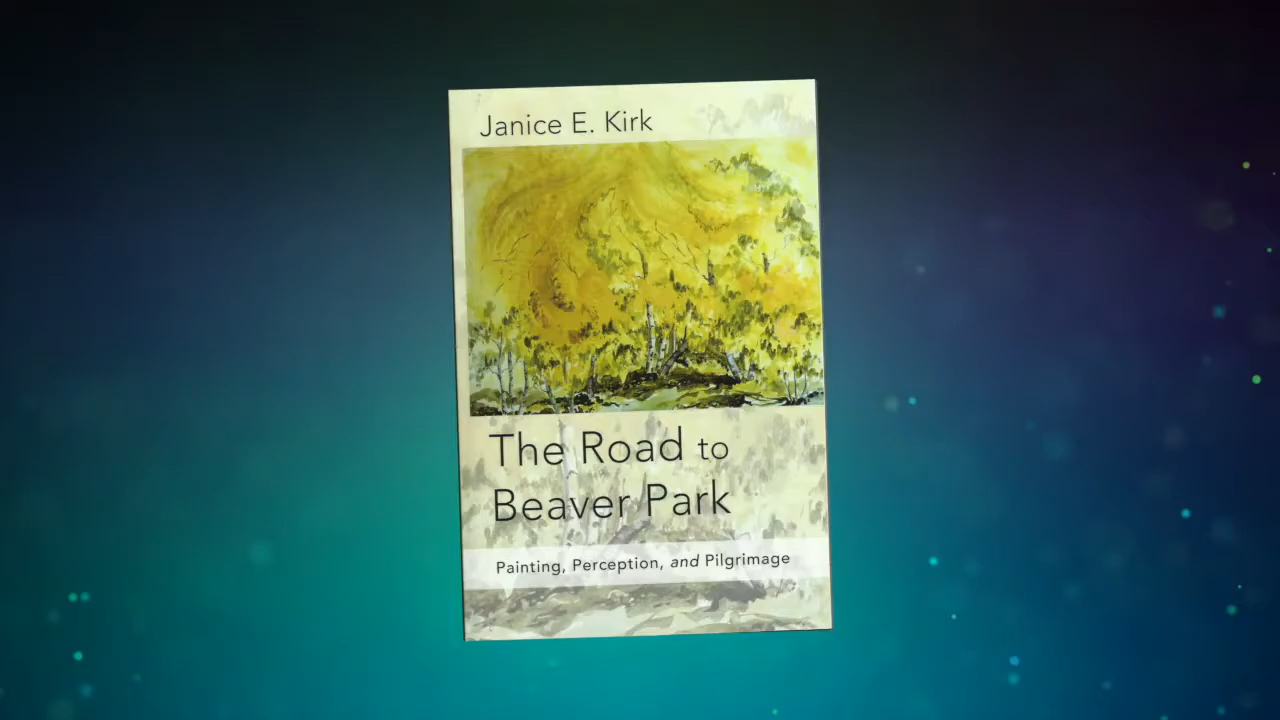 Janice E. Kirk
The Road to
Beaver Park
Painting, Perception, and Pilgrimage